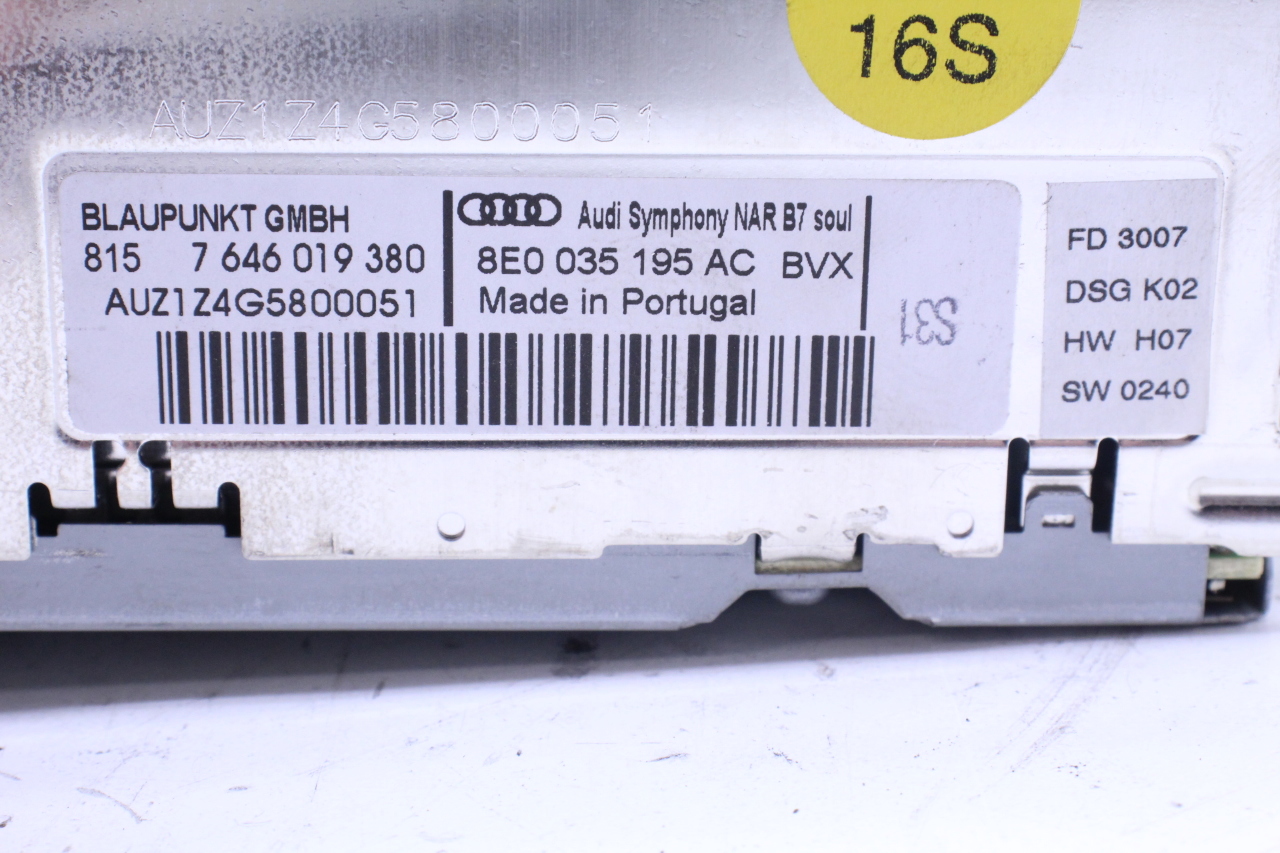 16S
AUZ1Z4G5800051
BLAUPUNKT GMBH
815 7 646 019 380
AUZ1Z4G5800051
Audi Symphony NAR B7 soul
8E0 035 195 AC BVX
Made in Portugal
S31
FD 3007
DSG K02
HW H07
SW 0240